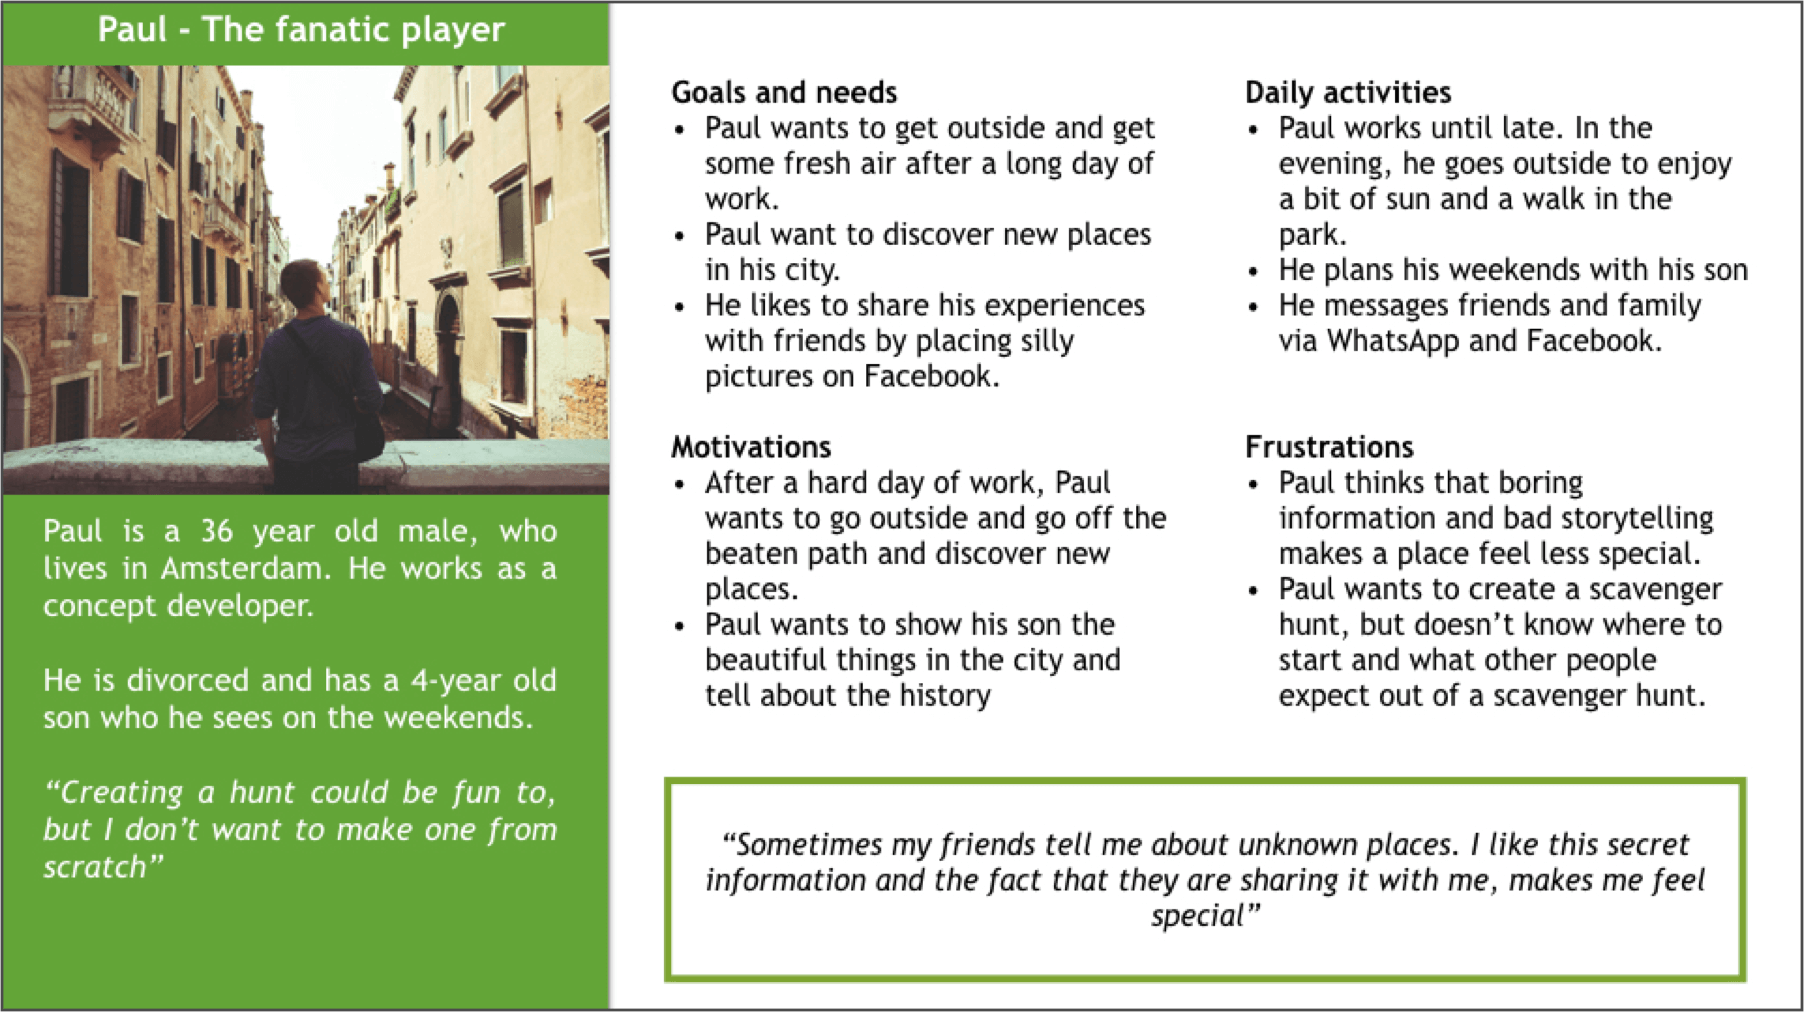 Paul - The fanatic player
Paul is a 36 year old male, who
lives in Amsterdam. He works as a
concept developer.
He is divorced and has a 4-year old
son who he sees on the weekends.
“Creating a hunt could be fun to,
but I don’t want to make one from
scratch”
Goals and needs
• Paul wants to get outside and get
some fresh air after a long day of
work.
• Paul want to discover new places
in his city.
• He likes to share his experiences
with friends by placing silly
pictures on Facebook.
Daily activities
• Paul works until late. In the
evening, he goes outside to enjoy
a bit of sun and a walk in the
park.
• He plans his weekends with his son
• He messages friends and family
via WhatsApp and Facebook.
Motivations
• After a hard day of work, Paul
wants to go outside and go off the
beaten path and discover new
places.
• Paul wants to show his son the
beautiful things in the city and
tell about the history
Frustrations
• Paul thinks that boring
information and bad storytelling
makes a place feel less special.
• Paul wants to create a scavenger
hunt, but doesn’t know where to
start and what other people
expect out of a scavenger hunt.
“Sometimes my friends tell me about unknown places. I like this secret
information and the fact that they are sharing it with me, makes me feel
special”